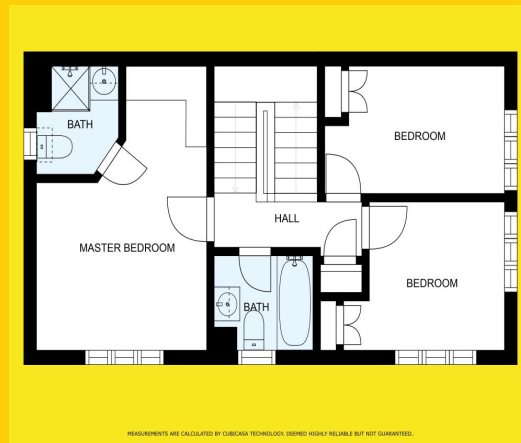 BATH
BEDROOM
HALL
MASTER BEDROOM
BEDROOM
BATH
MEASUREMENTS ARE CALCULATED BY CUBICASA TECHNOLOGY. DEEMED HIGHLY RELIABLE BUT NOT GUARANTEED.